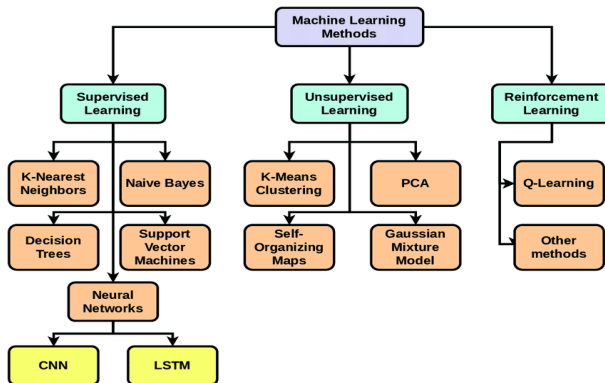 Machine Learning
Methods
Supervised
Learning
Unsupervised
Learning
Reinforcement
Learning
K-Nearest
Neighbors
Naive Bayes
K-Means
Clustering
PCA
Q-Learning
Decision
Trees
Support
Vector
Machines
Self-
Organizing
Maps
Gaussian
Mixture
Model
Other
methods
Neural
Networks
CNN
LSTM